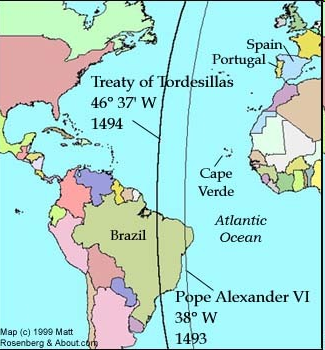 Spain
Portugal
Treaty of Tordesillas
46° 37' W
1494
Cape
Verde
Atlantic
Ocean
Brazil
Pope Alexander VI
38° W
1493
Map (c) 1999 Matt
Rosenberg & About.com